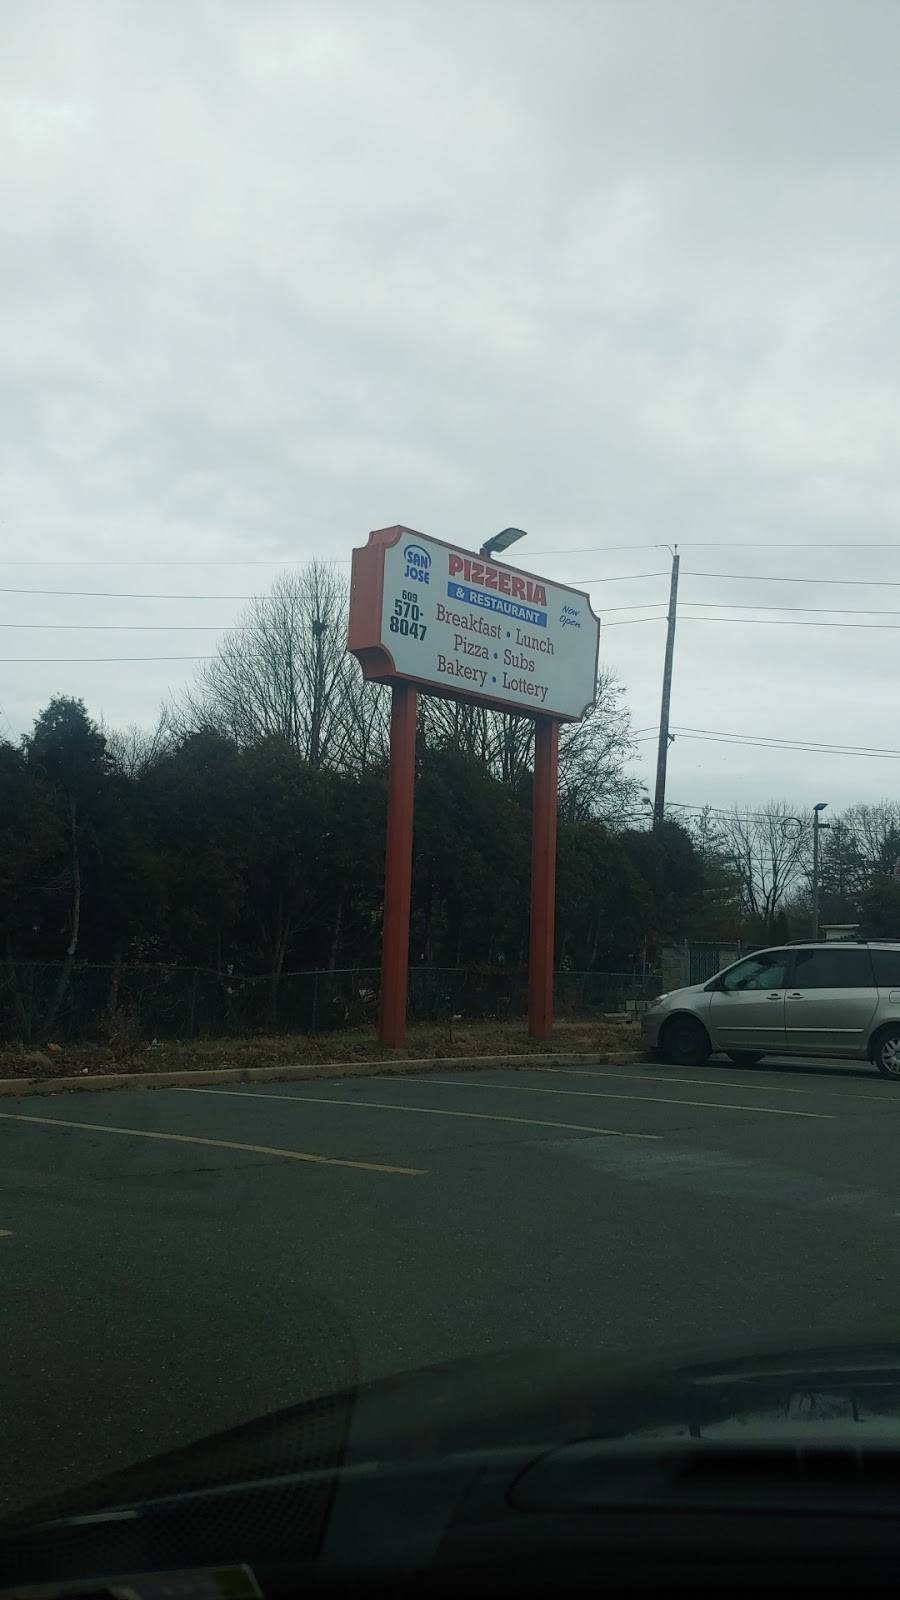 SAN
JOSE
PIZZERIA
& RESTAURANT
Now
Open
609
570-
8047
Breakfast • Lunch
Pizza • Subs
Bakery • Lottery